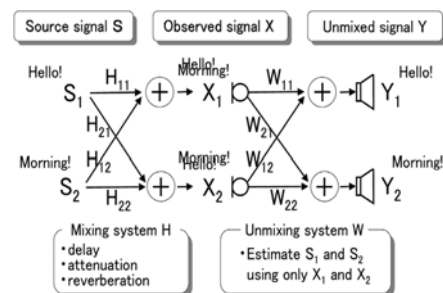 Source signal S
Observed signal X
Unmixed signal Y
Hello!
S1
H11
H21
Hello!
Morning!
X1
W11
W21
Hello!
Y1
Morning!
S2
H12
H22
Morning!
Hello!
X2
W12
W22
Morning!
Y2
Mixing system H
•delay
•attenuation
•reverberation
Unmixing system W
•Estimate S1 and S2
using only X1 and X2